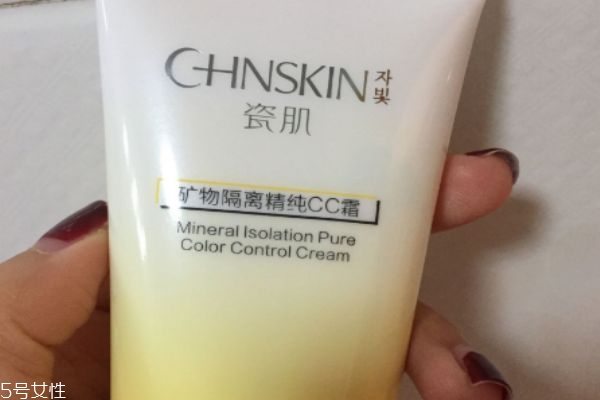 CHNSKIN 자빛
瓷肌
矿物隔离精纯CC霜
Mineral Isolation Pure
Color Control Cream
5号女性